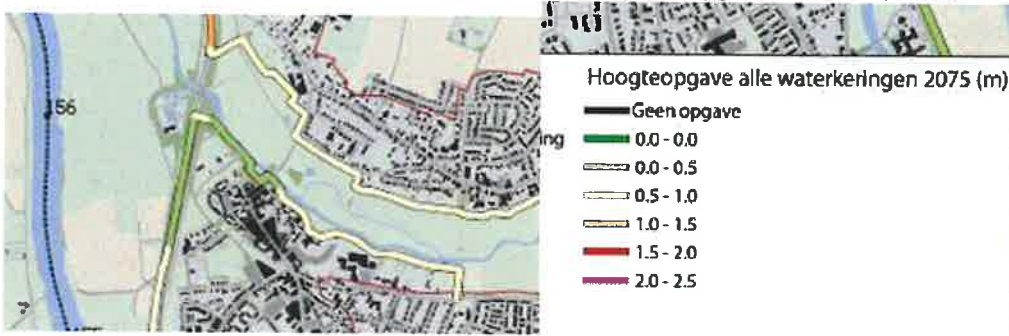 156
ing
Hoogteopgave alle waterkeringen 2075 (m)
Geen opgave
0.0 - 0.0
0.0 - 0.5
0.5 - 1.0
1.0 - 1.5
1.5 - 2.0
2.0 - 2.5